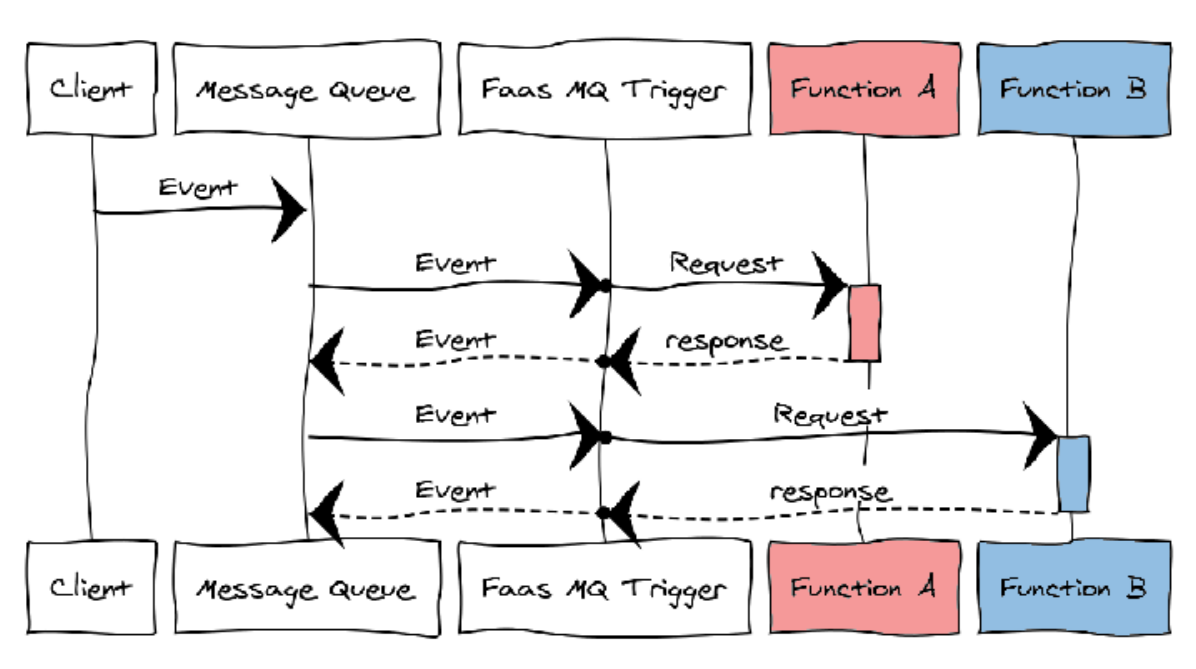 Client
Message Queue
Faas MQ Trigger
Function A
Function B
Event
Event
Request
Event
response
Event
Request
Event
response
Client
Message Queue
Faas MQ Trigger
Function A
Function B